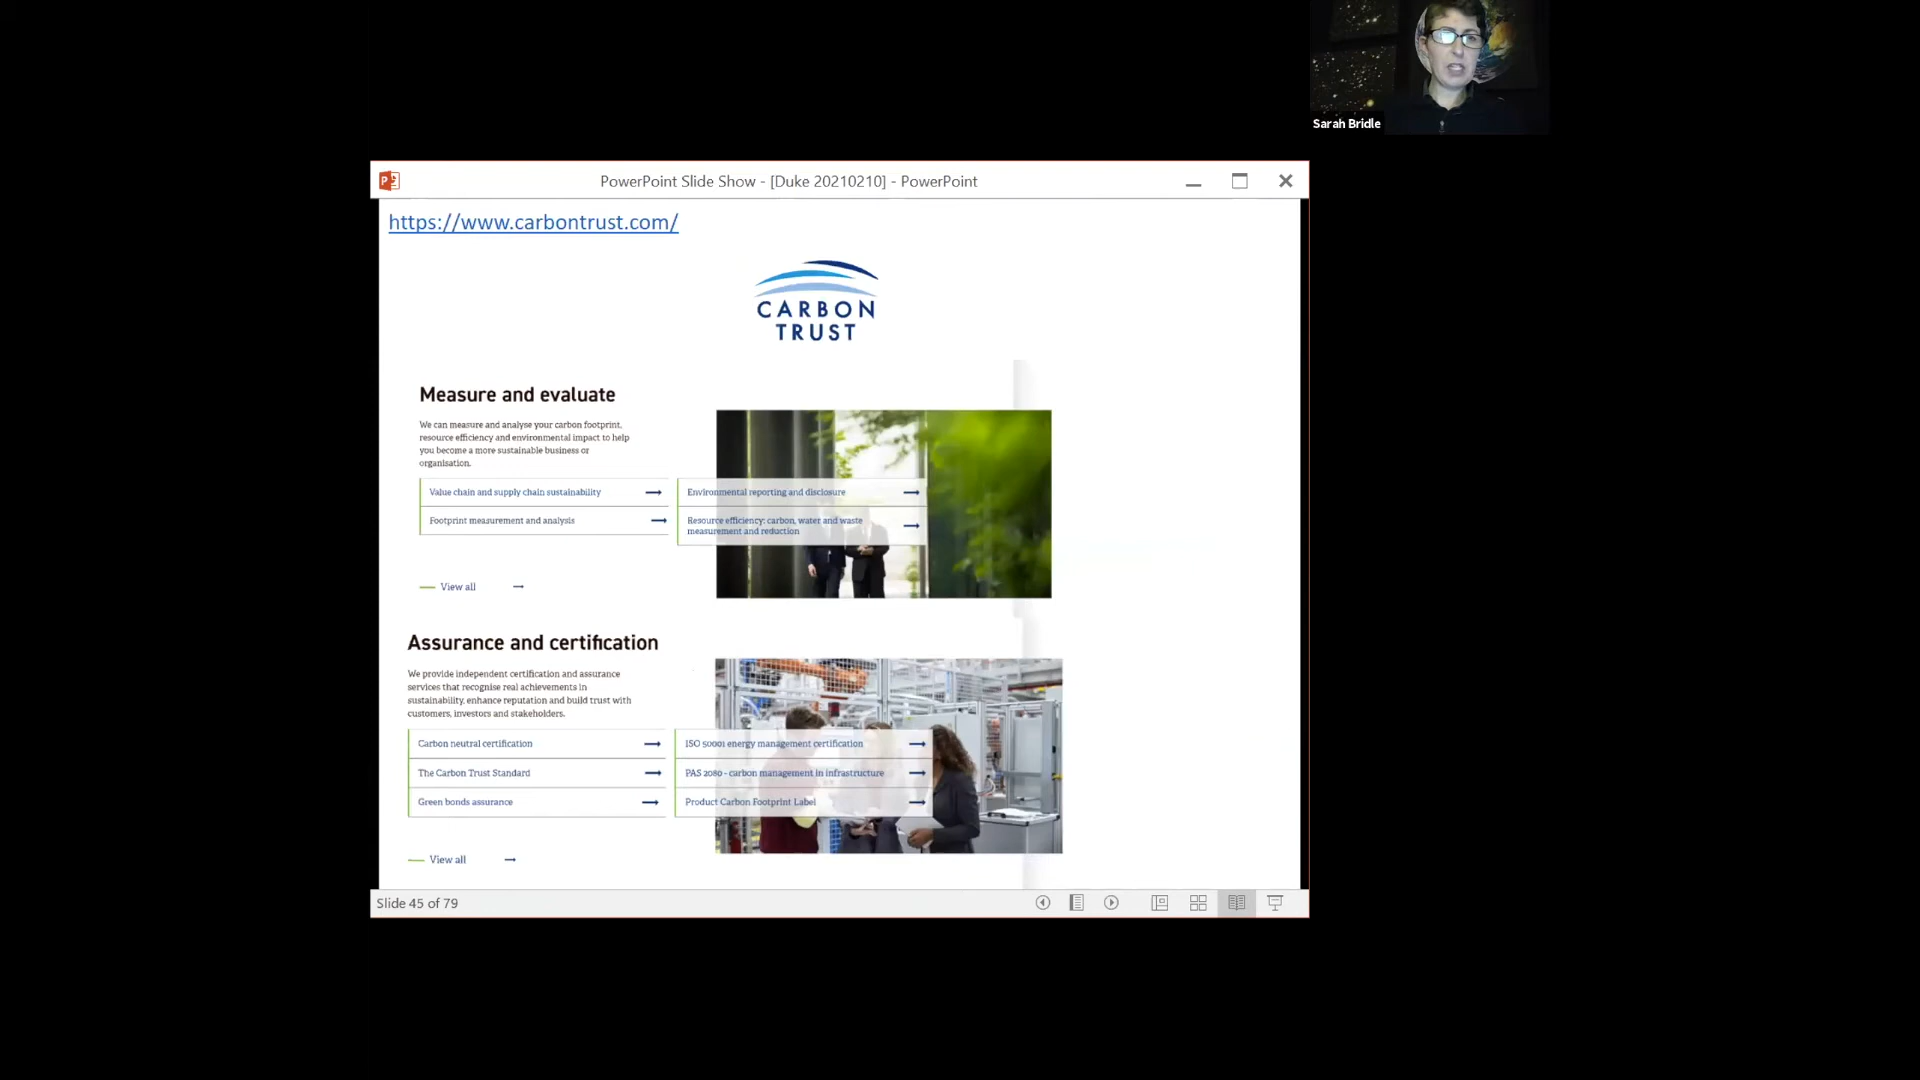 Sarah Bridle
PowerPoint Slide Show - [Duke 20210210] - PowerPoint
https://www.carbontrust.com/
CARBON
TRUST
Measure and evaluate
We can measure and analyse your carbon footprint,
resource efficiency and environmental impact to help
you become a more sustainable business or
organisation.
Value chain and supply chain sustainability
Environmental reporting and disclosure
Footprint measurement and analysis
Resource efficiency: carbon, water and waste
measurement and reduction
View all
Assurance and certification
We provide independent certification and assurance
services that recognise real achievements in
sustainability, enhance reputation and build trust with
customers, investors and stakeholders.
Carbon neutral certification
ISO 50001 energy management certification
The Carbon Trust Standard
PAS 2080 - carbon management in infrastructure
Green bonds assurance
Product Carbon Footprint Label
View all
Slide 45 of 79